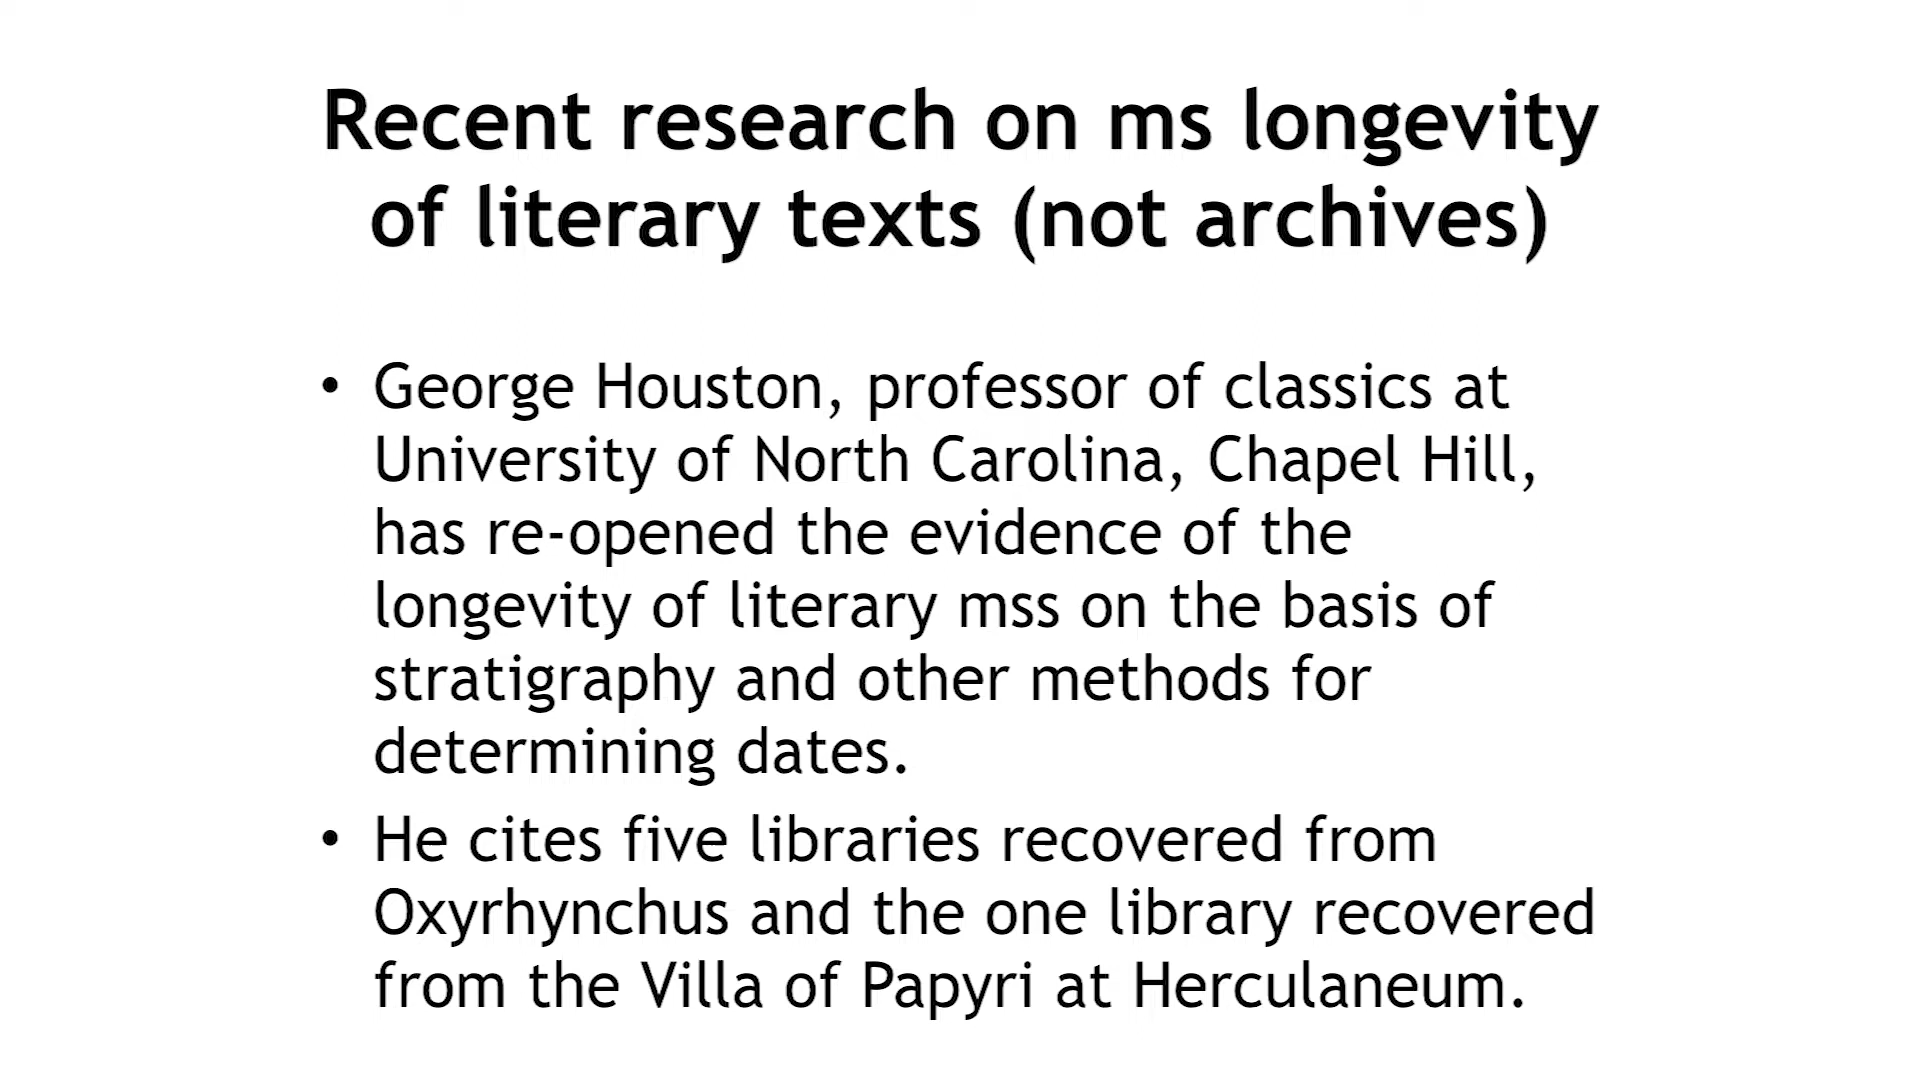 Recent research on ms longevity
of literary texts (not archives)
• George Houston, professor of classics at
University of North Carolina, Chapel Hill,
has re-opened the evidence of the
longevity of literary mss on the basis of
stratigraphy and other methods for
determining dates.
• He cites five libraries recovered from
Oxyrhynchus and the one library recovered
from the Villa of Papyri at Herculaneum.